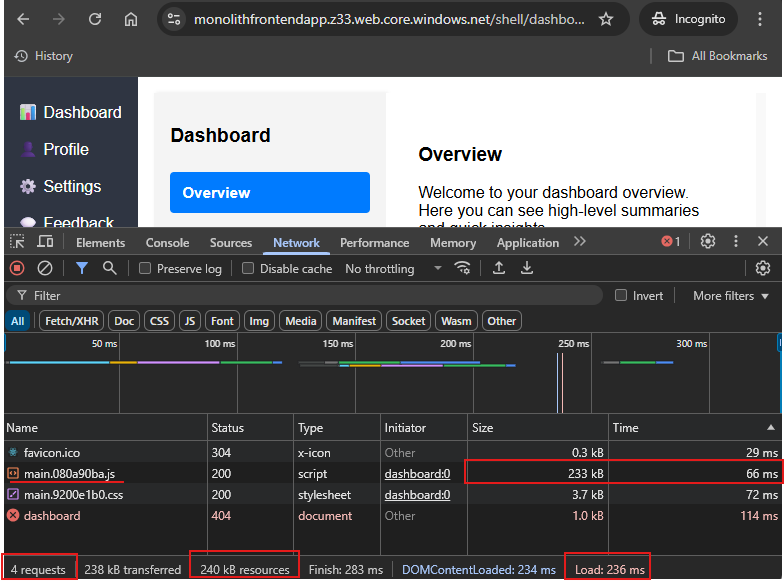 monolithfrontendapp.z33.web.core.windows.net/shell/dashbo...
Incognito
History
All Bookmarks
Dashboard
Profile
Settings
Feedback
Dashboard
Overview
Overview
Welcome to your dashboard overview.
Here you can see high-level summaries
and quick insights.
Elements Console Sources Network Performance Memory Application 1
Preserve log Disable cache No throttling
Filter Invert More filters
All Fetch/XHR Doc CSS JS Font Img Media Manifest Socket Wasm Other
50 ms 100 ms 150 ms 200 ms 250 ms 300 ms
Name Status Type Initiator Size Time
favicon.ico 304 x-icon Other 0.3 kB 29 ms
main.080a90ba.js 200 script dashboard:0 233 kB 66 ms
main.9200e1b0.css 200 stylesheet dashboard:0 3.7 kB 72 ms
dashboard 404 document Other 1.0 kB 114 ms
4 requests 238 kB transferred 240 kB resources Finish: 283 ms DOMContentLoaded: 234 ms Load: 236 ms